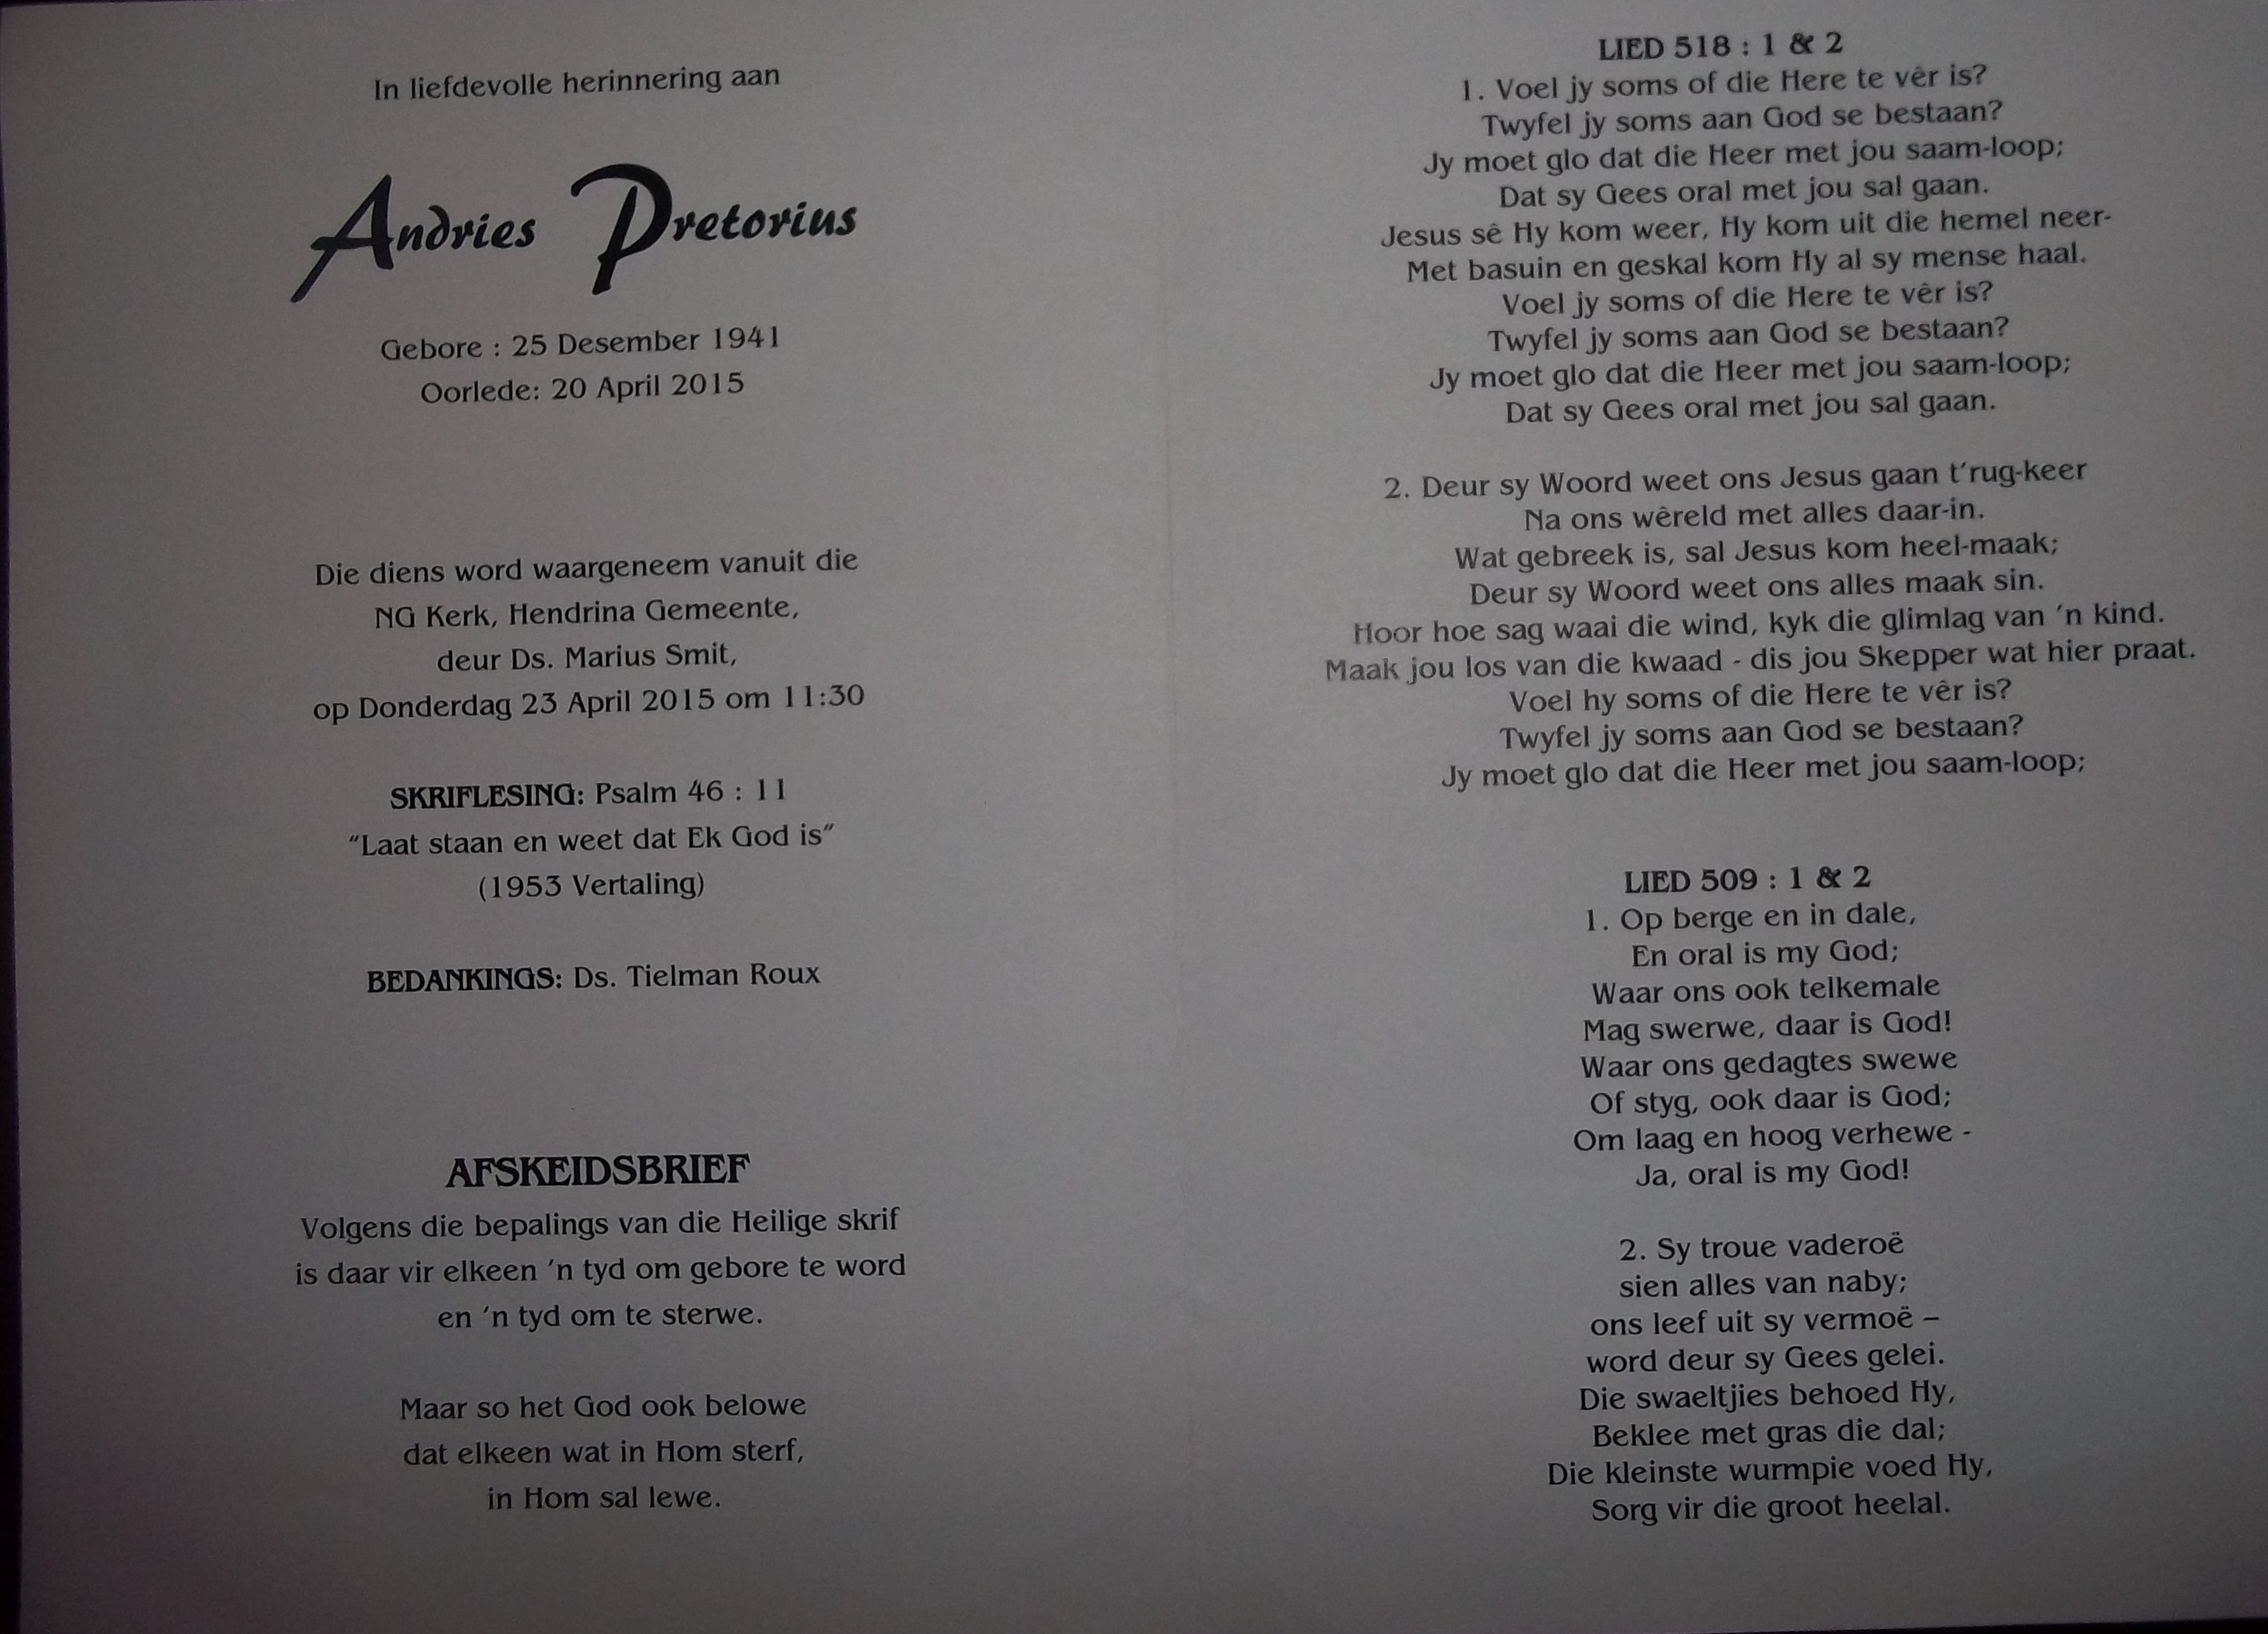 In liefdevolle herinnering aan
Andries Pretorius
Gebore : 25 Desember 1941
Oorlede: 20 April 2015
Die diens word waargeneem vanuit die
NG Kerk, Hendrina Gemeente,
deur Ds. Marius Smit,
op Donderdag 23 April 2015 om 11:30
SKRIFLESING: Psalm 46 : 11
“Laat staan en weet dat Ek God is”
(1953 Vertaling)
BEDANKINGS: Ds. Tielman Roux
AFSKEIDSBRIEF
Volgens die bepalings van die Heilige skrif
is daar vir elkeen ’n tyd om gebore te word
en ’n tyd om te sterwe.
Maar so het God ook belowe
dat elkeen wat in Hom sterf,
in Hom sal lewe.
LIED 518 : 1 & 2
1. Voel jy soms of die Here te vêr is?
Twyfel jy soms aan God se bestaan?
Jy moet glo dat die Heer met jou saam-loop;
Dat sy Gees oral met jou sal gaan.
Jesus sê Hy kom weer, Hy kom uit die hemel neer-
Met basuin en geskal kom Hy al sy mense haal.
Voel jy soms of die Here te vêr is?
Twyfel jy soms aan God se bestaan?
Jy moet glo dat die Heer met jou saam-loop;
Dat sy Gees oral met jou sal gaan.
2. Deur sy Woord weet ons Jesus gaan t’rug-keer
Na ons wêreld met alles daar-in.
Wat gebreek is, sal Jesus kom heel-maak;
Deur sy Woord weet ons alles maak sin.
Hoor hoe sag waai die wind, kyk die glimlag van ’n kind.
Maak jou los van die kwaad - dis jou Skepper wat hier praat.
Voel hy soms of die Here te vêr is?
Twyfel jy soms aan God se bestaan?
Jy moet glo dat die Heer met jou saam-loop;
LIED 509 : 1 & 2
1. Op berge en in dale,
En oral is my God;
Waar ons ook telkemale
Mag swerwe, daar is God!
Waar ons gedagtes swewe
Of styg, ook daar is God;
Om laag en hoog verhewe -
Ja, oral is my God!
2. Sy troue vaderoë
sien alles van naby;
ons leef uit sy vermoë –
word deur sy Gees gelei.
Die swaeltjies behoed Hy,
Beklee met gras die dal;
Die kleinste wurmpie voed Hy,
Sorg vir die groot heelal.